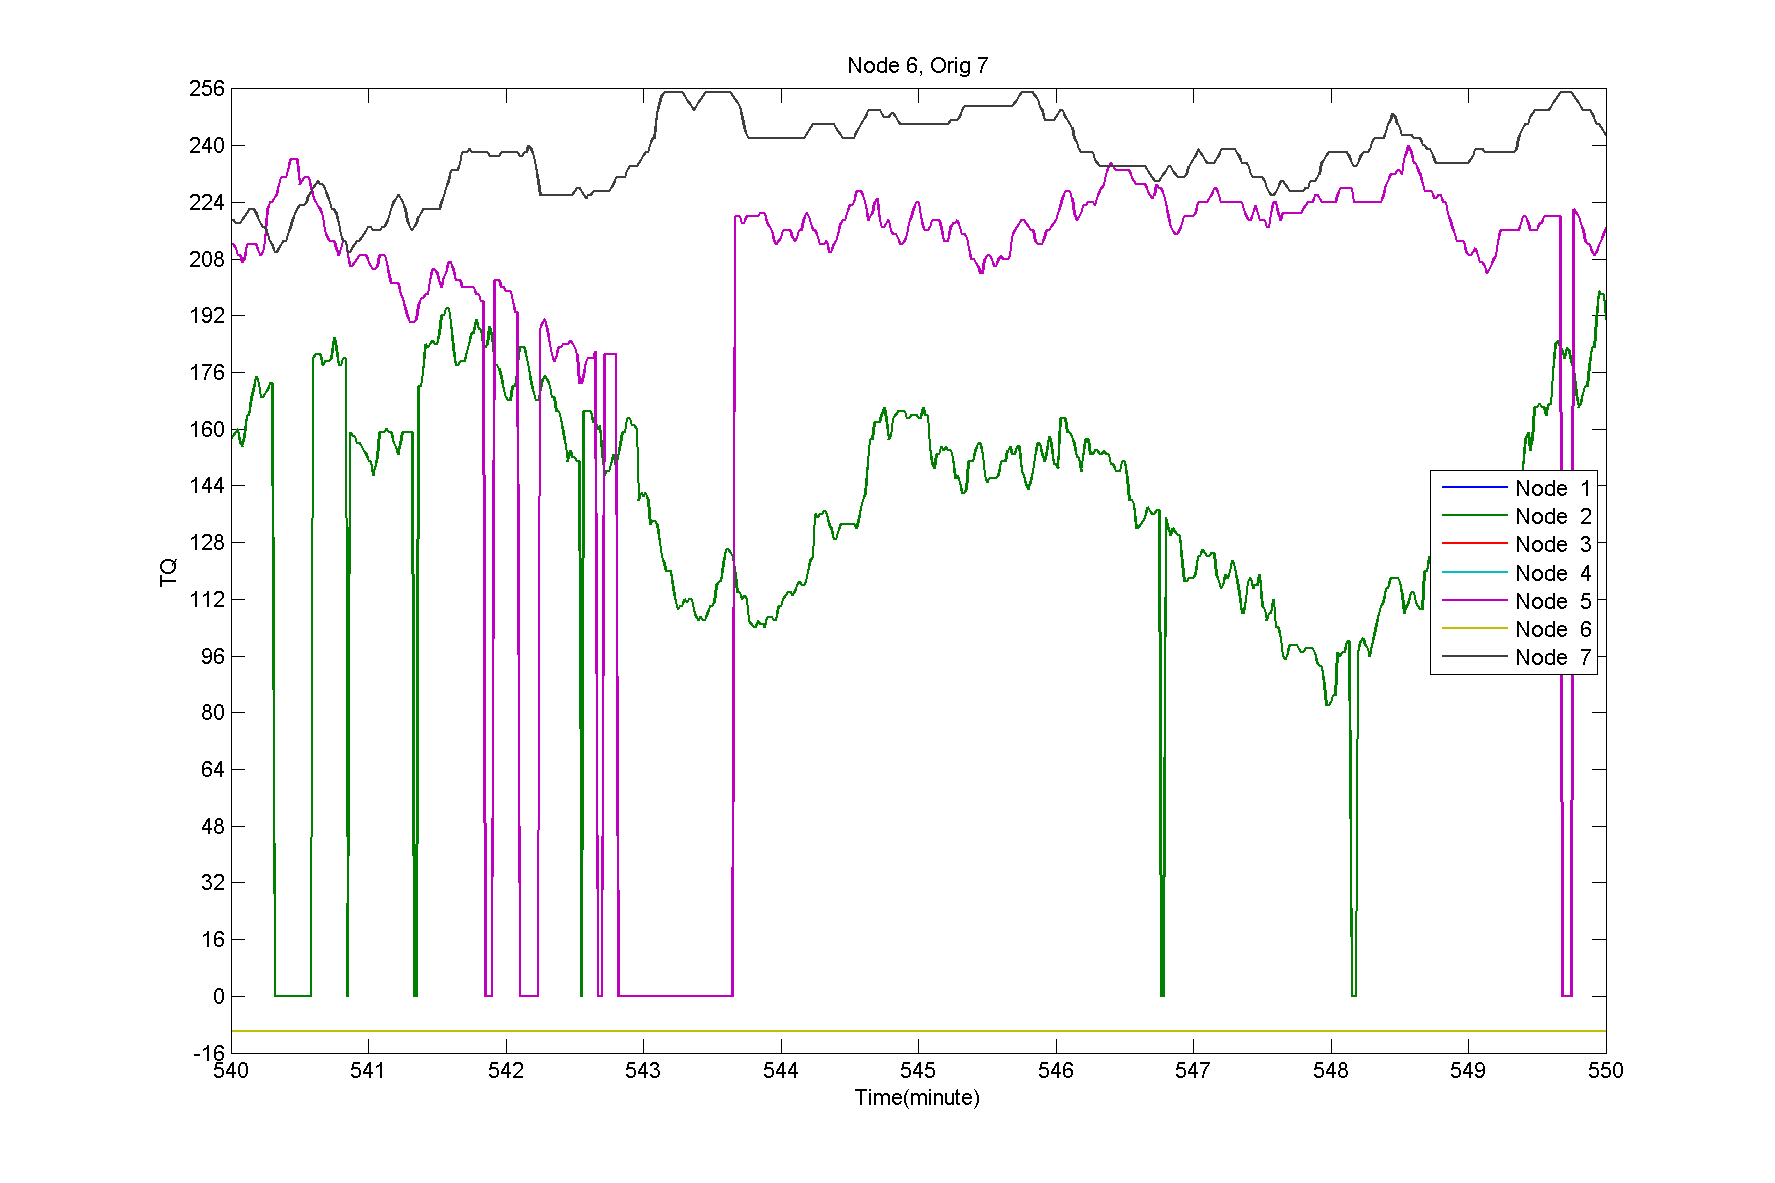 Node 6, Orig 7
256
240
224
208
192
176
160
144
128
112
96
80
64
48
32
16
0
-16
TQ
Node 1
Node 2
Node 3
Node 4
Node 5
Node 6
Node 7
540 541 542 543 544 545 546 547 548 549 550
Time(minute)